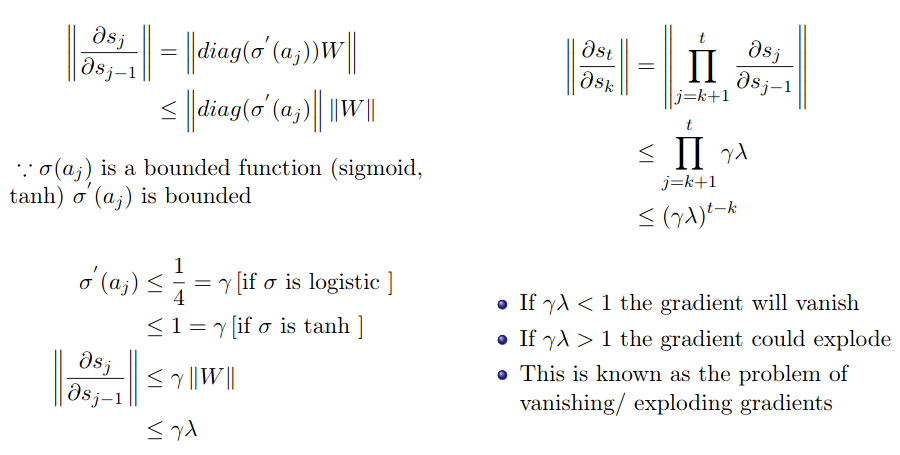 ‖∂s_j/∂s_{j−1}‖ = ‖diag(σ′(a_j))W‖
≤ ‖diag(σ′(a_j)‖ ‖W‖
∵ σ(a_j) is a bounded function (sigmoid,
tanh) σ′(a_j) is bounded
σ′(a_j) ≤ 1/4 = γ [if σ is logistic ]
≤ 1 = γ [if σ is tanh ]
‖∂s_j/∂s_{j−1}‖ ≤ γ ‖W‖
≤ γλ
‖∂s_t/∂s_k‖ = ‖∏_{j=k+1}^{t} ∂s_j/∂s_{j−1}‖
≤ ∏_{j=k+1}^{t} γλ
≤ (γλ)^{t−k}
• If γλ < 1 the gradient will vanish
• If γλ > 1 the gradient could explode
• This is known as the problem of
vanishing/ exploding gradients